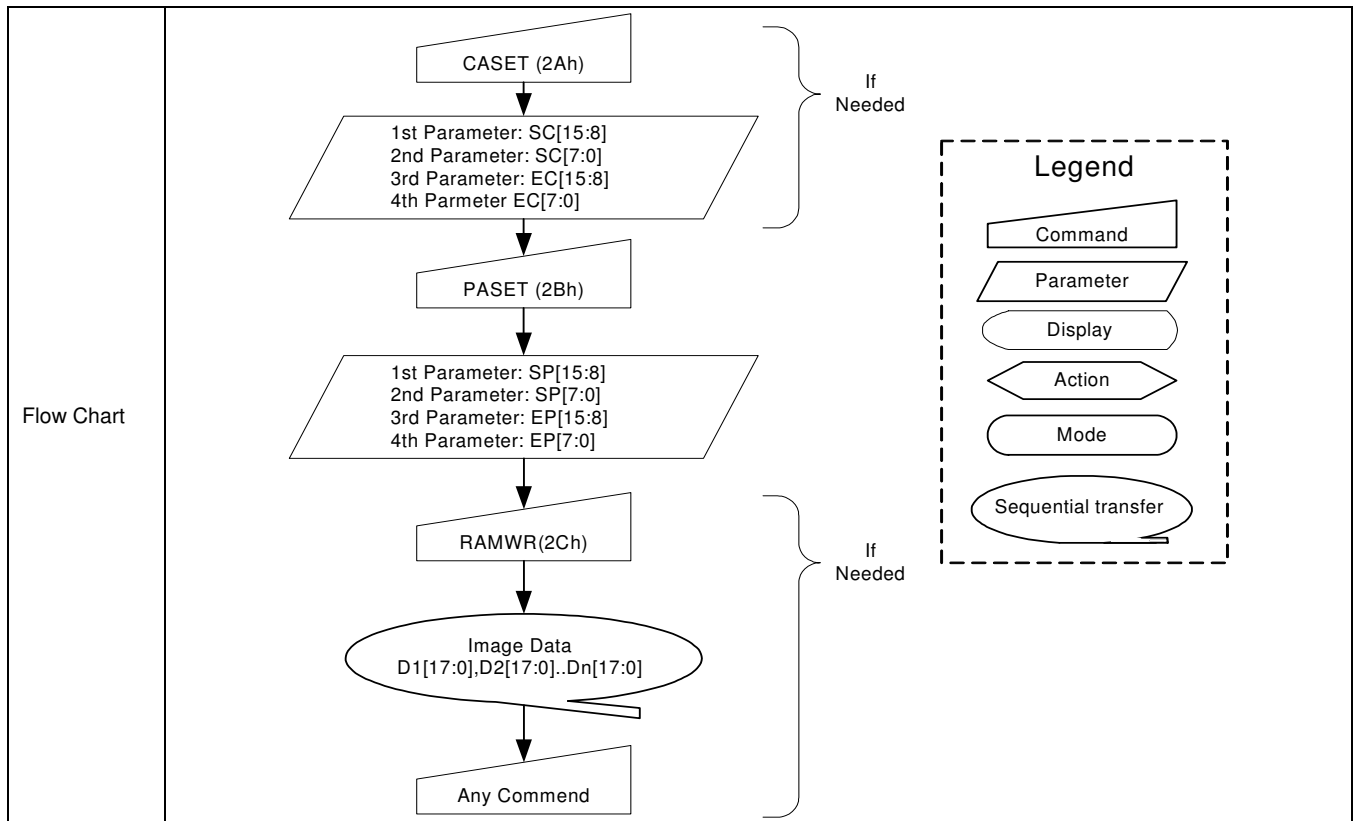 Flow Chart
CASET (2Ah)
1st Parameter: SC[15:8]
2nd Parameter: SC[7:0]
3rd Parameter: EC[15:8]
4th Parmeter EC[7:0]
If
Needed
PASET (2Bh)
1st Parameter: SP[15:8]
2nd Parameter: SP[7:0]
3rd Parameter: EP[15:8]
4th Parameter: EP[7:0]
RAMWR(2Ch)
Image Data
D1[17:0],D2[17:0]..Dn[17:0]
Any Commend
If
Needed
Legend
Command
Parameter
Display
Action
Mode
Sequential transfer